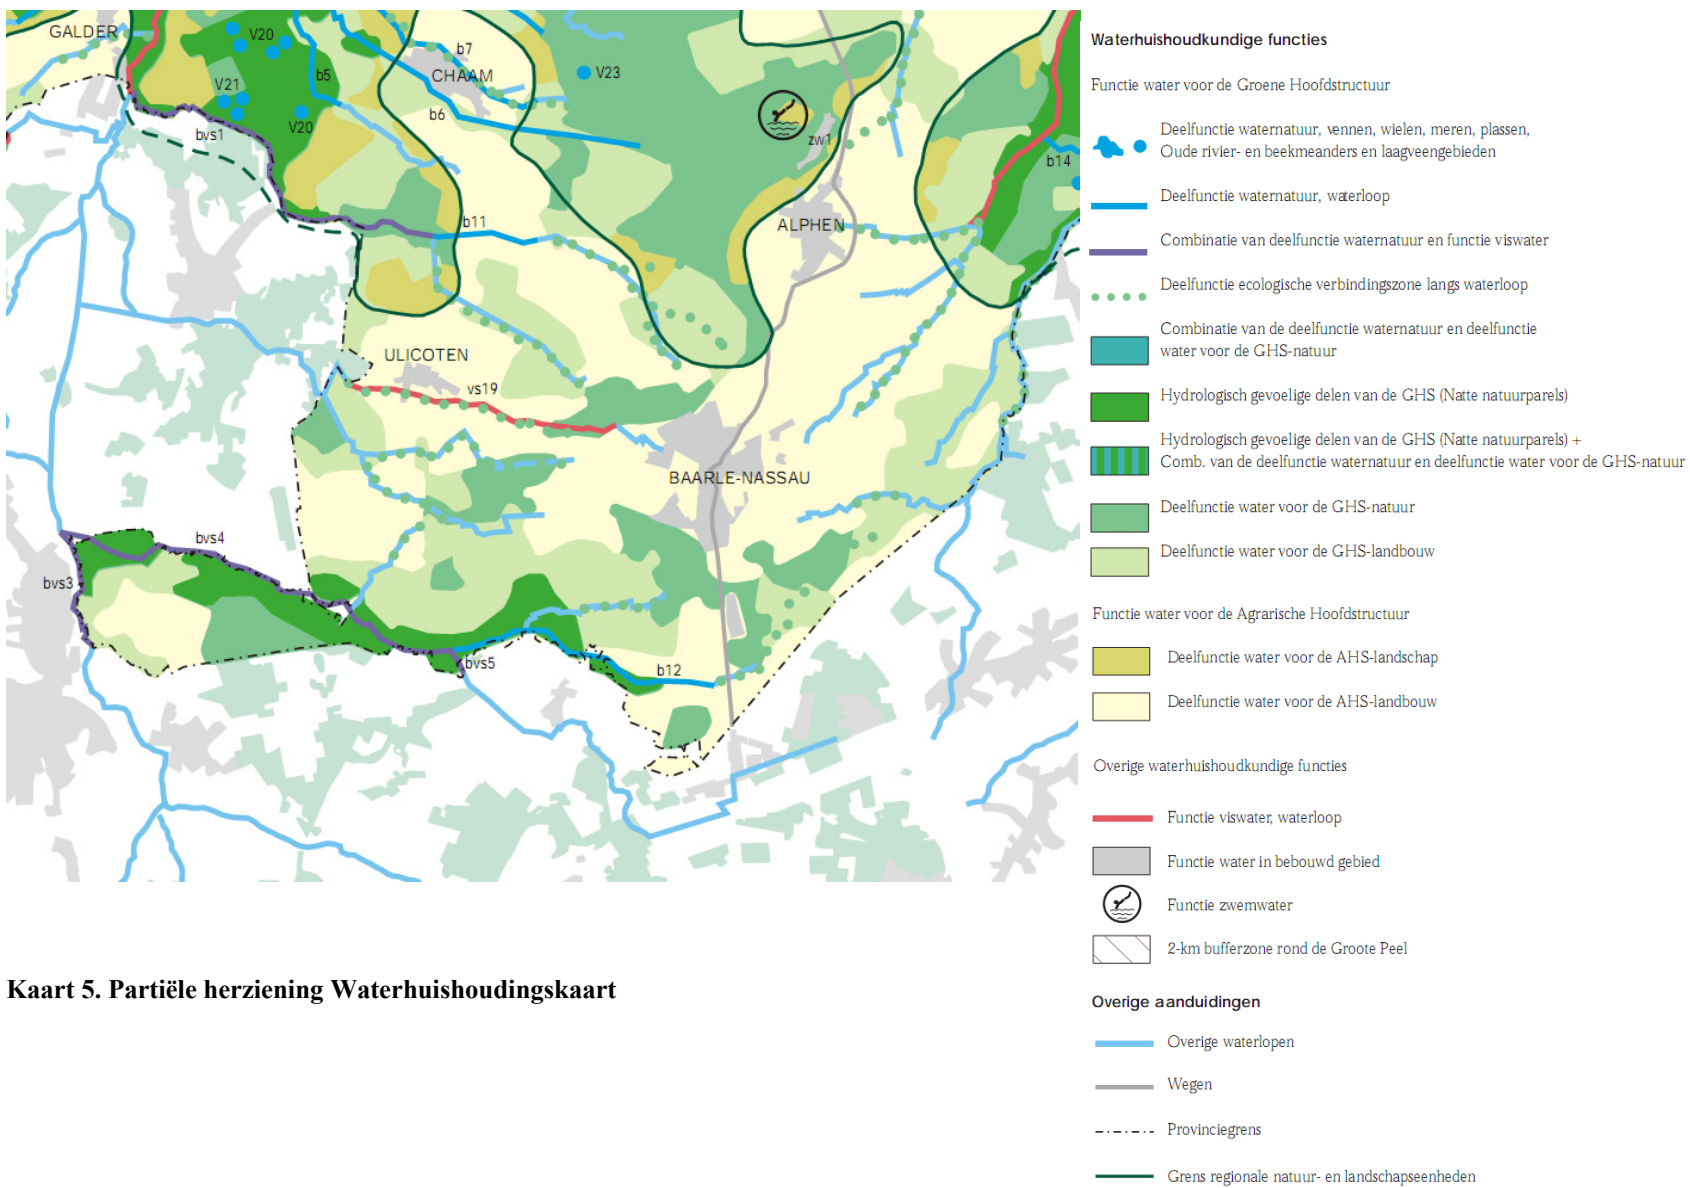 GALDER
V20
b7
CHAAM
V23
b5
V21
b6
V20
bvs1
zw1
b14
b11
ALPHEN
ULICOTEN
vs19
BAARLE-NASSAU
bvs4
bvs3
bvs5
b12
Kaart 5. Partiële herziening Waterhuishoudingskaart
Waterhuishoudkundige functies
Functie water voor de Groene Hoofdstructuur
Deelfunctie waternatuur, vennen, wielen, meren, plassen,
Oude rivier- en beekmeanders en laagveengebieden
Deelfunctie waternatuur, waterloop
Combinatie van deelfunctie waternatuur en functie viswater
Deelfunctie ecologische verbindingszone langs waterloop
Combinatie van de deelfunctie waternatuur en deelfunctie
water voor de GHS-natuur
Hydrologisch gevoelige delen van de GHS (Natte natuurparels)
Hydrologisch gevoelige delen van de GHS (Natte natuurparels) +
Comb. van de deelfunctie waternatuur en deelfunctie water voor de GHS-natuur
Deelfunctie water voor de GHS-natuur
Deelfunctie water voor de GHS-landbouw
Functie water voor de Agrarische Hoofdstructuur
Deelfunctie water voor de AHS-landschap
Deelfunctie water voor de AHS-landbouw
Overige waterhuishoudkundige functies
Functie viswater, waterloop
Functie water in bebouwd gebied
Functie zwemwater
2-km bufferzone rond de Groote Peel
Overige aanduidingen
Overige waterlopen
Wegen
Provinciegrens
Grens regionale natuur- en landschapseenheden